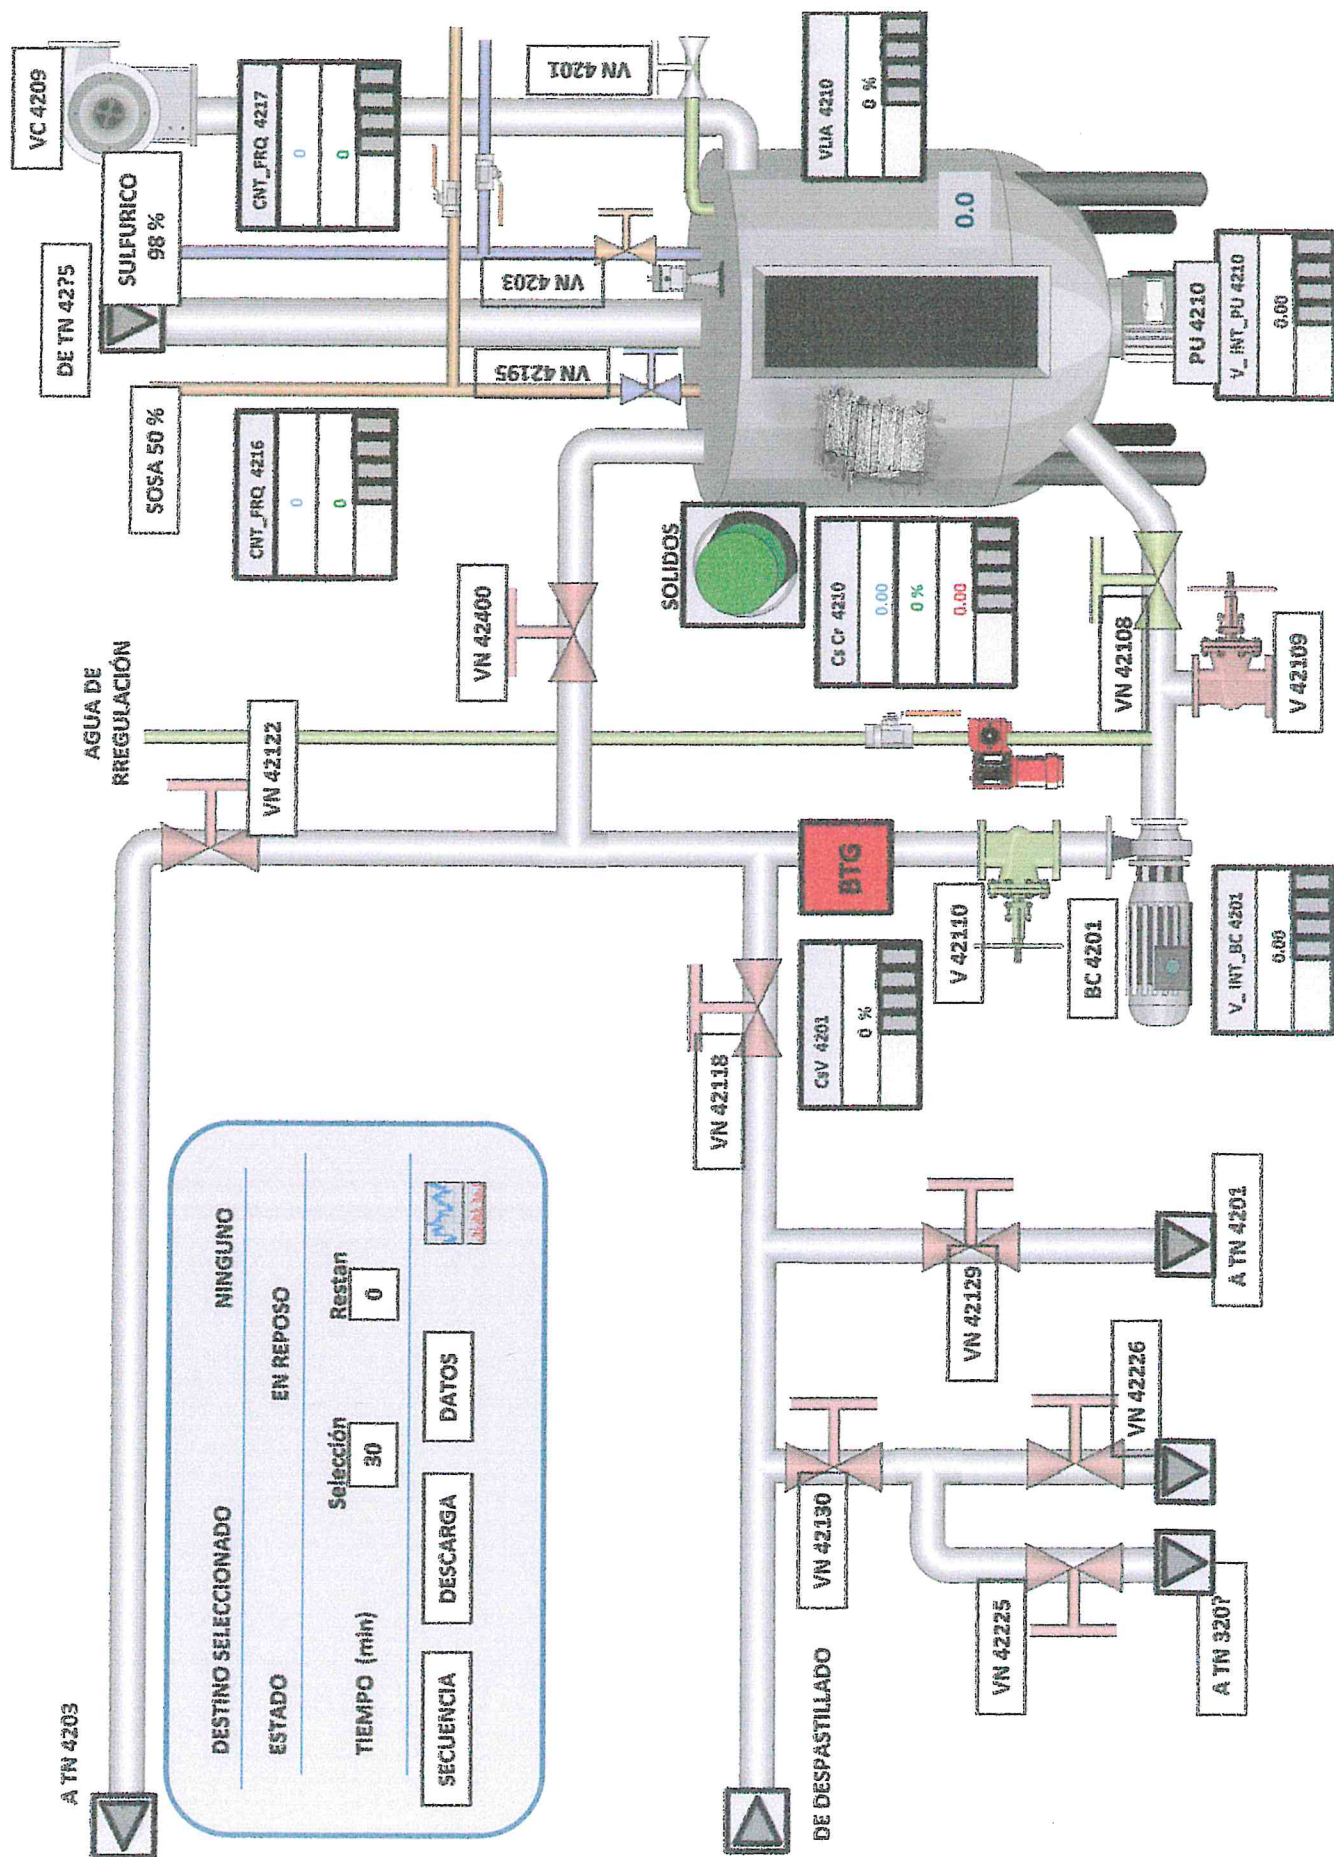 A TN 4203
DE TN 42?5
VC 4209
AGUA DE
RREGULACIÓN
SOSA 50 %
SULFURICO
98 %
DESTINO SELECCIONADO
NINGUNO
ESTADO
EN REPOSO
TIEMPO (min)
Selección
30
Restan
0
SECUENCIA
DESCARGA
DATOS
VN 42122
CNT_FRQ 4216
0
0
CNT_FRQ 4217
0
0
VN 42400
VN 42195
VN 4203
VN 4201
VN 42118
SOLIDOS
DE DESPASTILLADO
VN 42130
CsV 4201
0 %
BTG
Cs Cr 4210
0.00
0 %
0.00
VLIA 4210
0 %
0.0
VN 42225
VN 42129
V 42110
VN 42226
BC 4201
VN 42108
PU 4210
A TN 320?
A TN 4201
V_INT_BC 4201
0.00
V 42109
V_INT_PU 4210
0.00